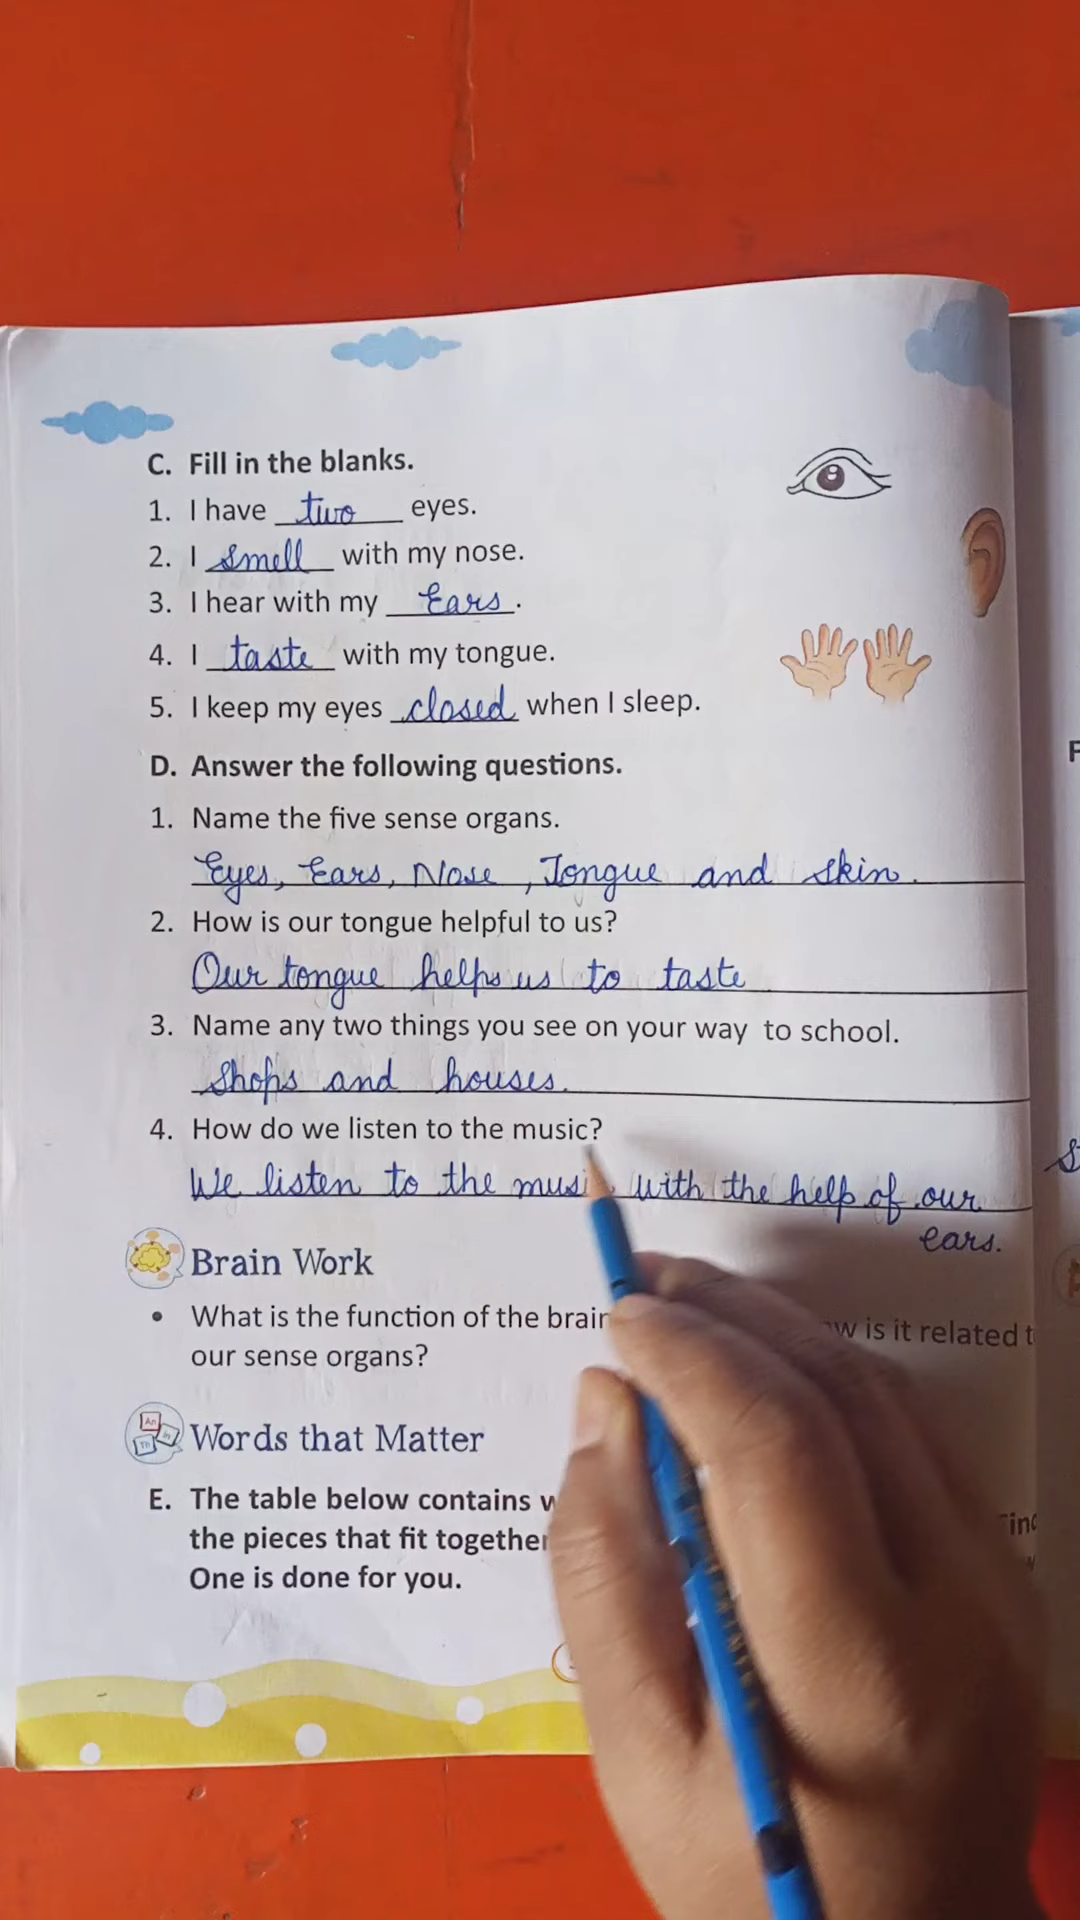 C. Fill in the blanks.
1. I have two eyes.
2. I smell with my nose.
3. I hear with my Ears.
4. I taste with my tongue.
5. I keep my eyes closed when I sleep.
D. Answer the following questions.
1. Name the five sense organs.
Eyes, Ears, Nose, Tongue and skin.
2. How is our tongue helpful to us?
Our tongue helps us to taste
3. Name any two things you see on your way to school.
Shops and houses.
4. How do we listen to the music?
We listen to the with the help of our
ears.
Brain Work
• What is the function of the is it related
our sense organs?
Words that Matter
E. The table below contains
the pieces that fit
One is done for you.